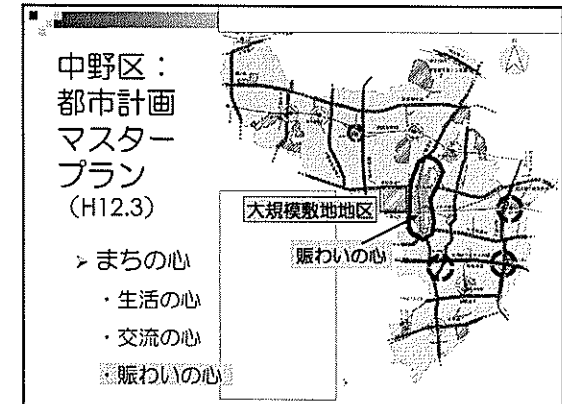 中野区：
都市計画
マスター
プラン
（H12.3）
➢ まちの心
・生活の心
・交流の心
・賑わいの心
大規模敷地地区
賑わいの心